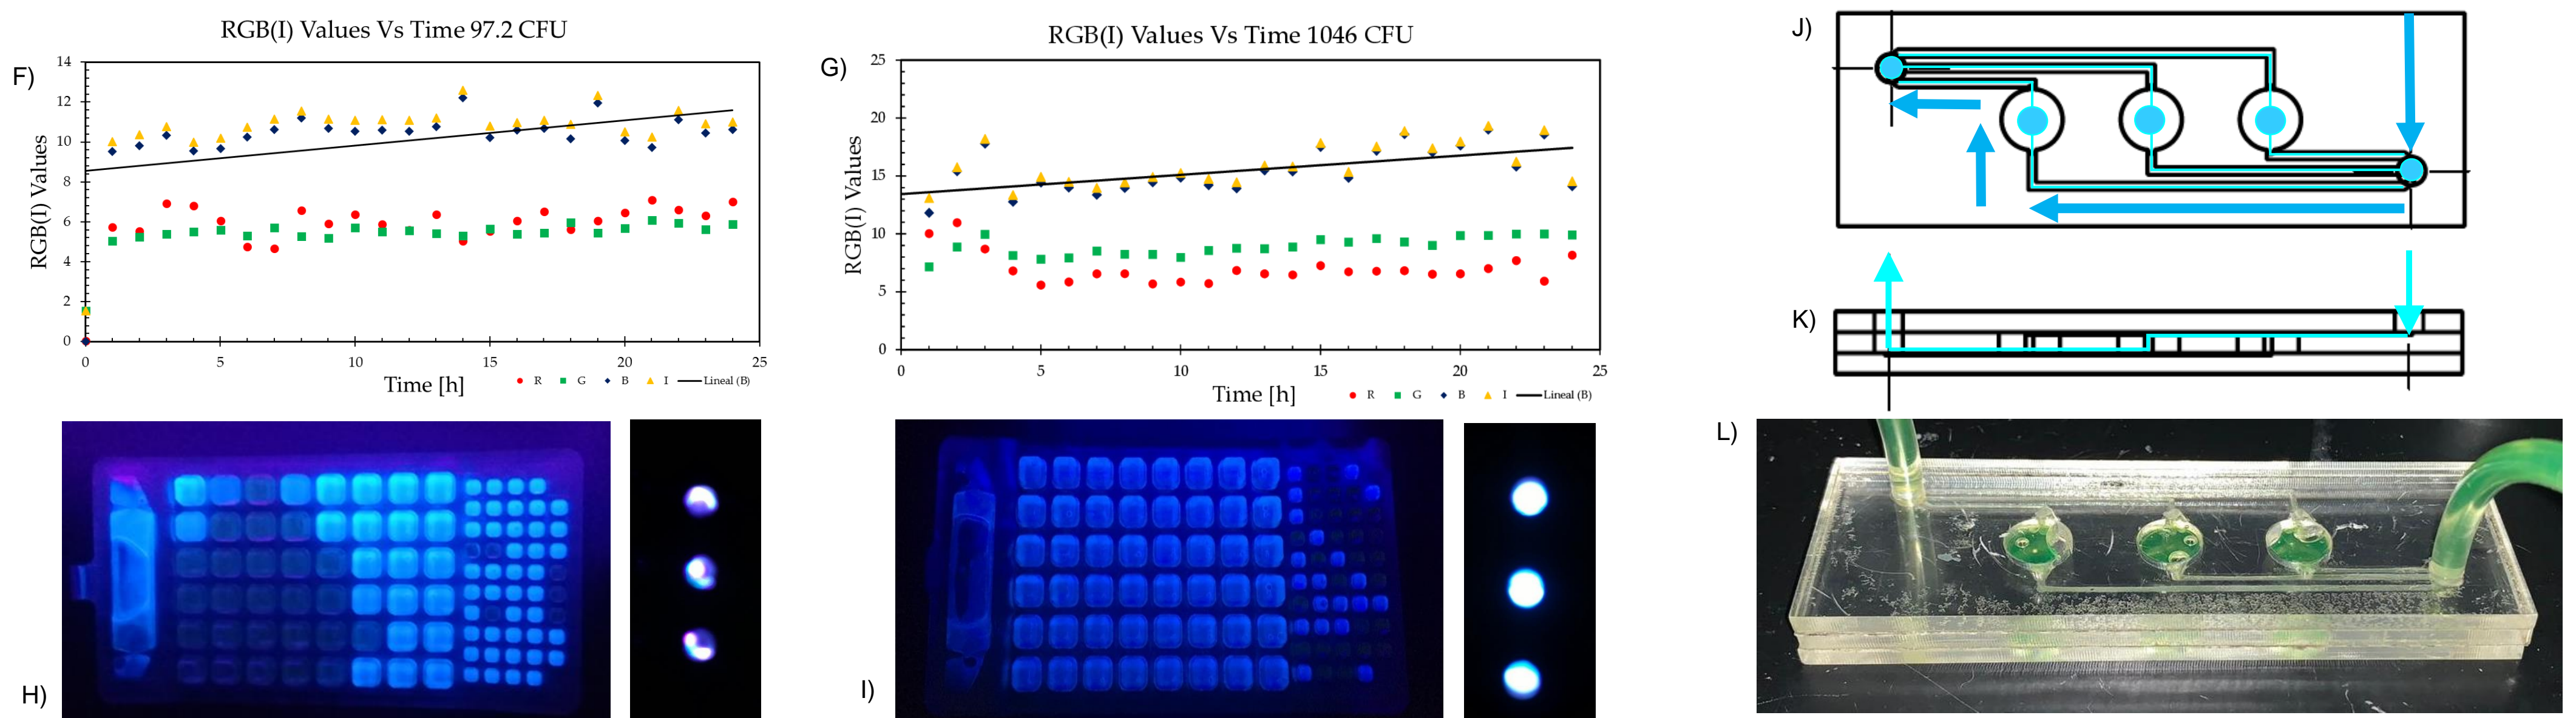 RGB(I) Values Vs Time 97.2 CFU
F)
RGB(I) Values
14
12
10
8
6
4
2
0
0 5 10 15 20 25
Time [h]
R G B I Lineal (B)
RGB(I) Values Vs Time 1046 CFU
G)
RGB(I) Values
25
20
15
10
5
0
0 5 10 15 20 25
Time [h]
R G B I Lineal (B)
H)
I)
J)
K)
L)